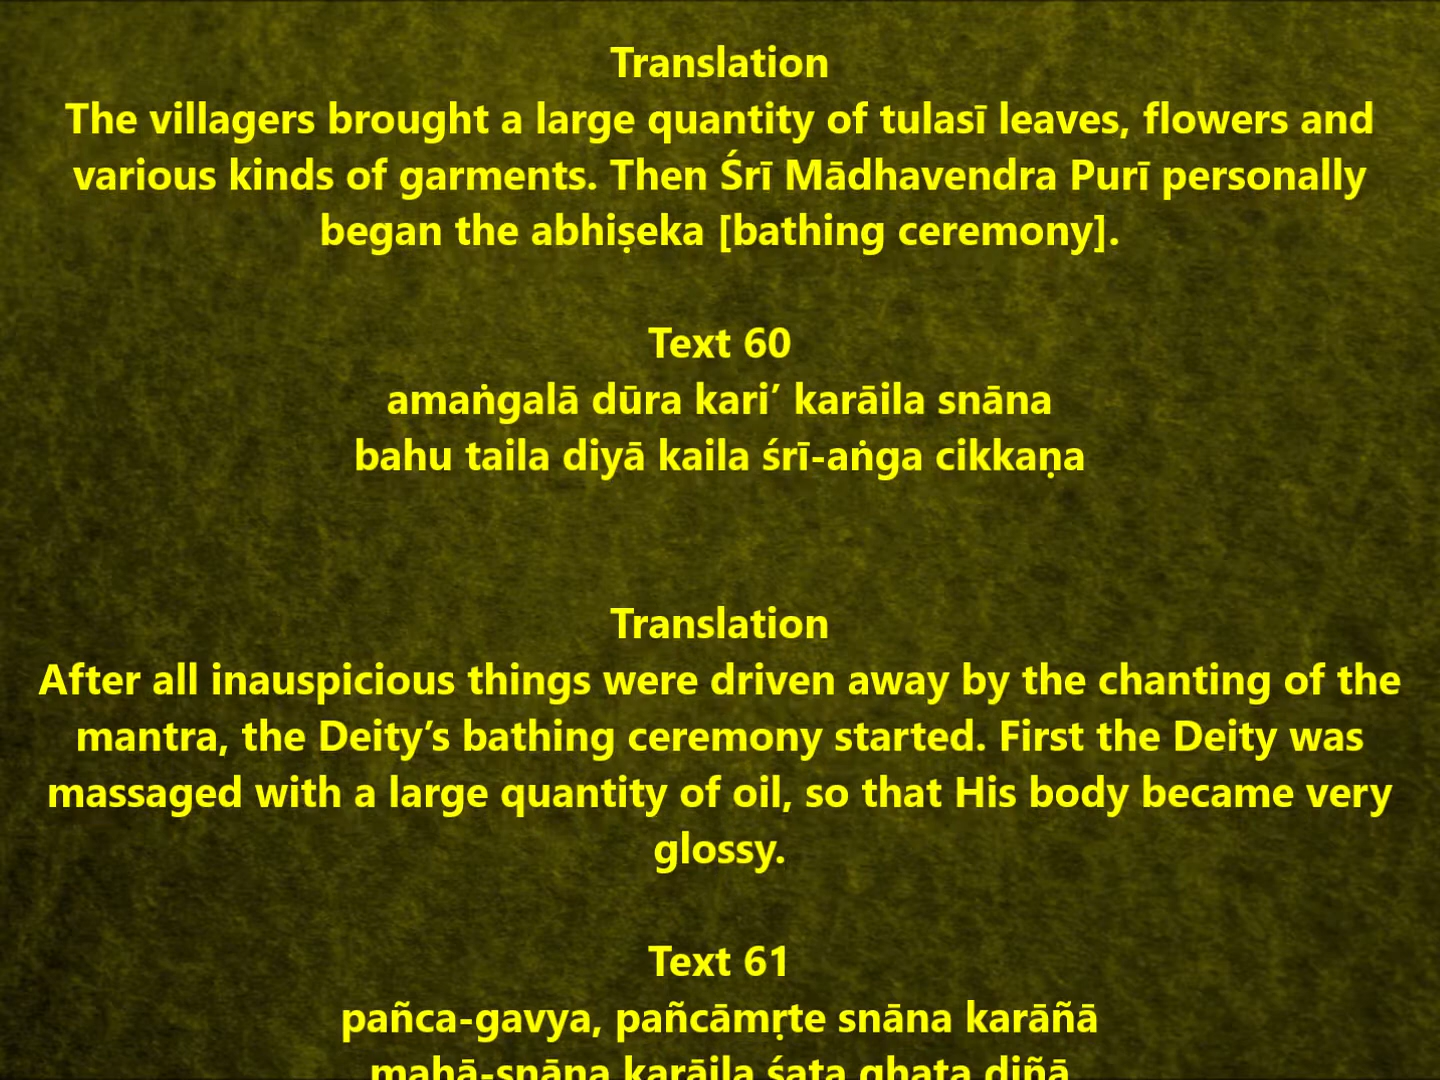 Translation
The villagers brought a large quantity of tulasī leaves, flowers and
various kinds of garments. Then Śrī Mādhavendra Purī personally
began the abhiṣeka [bathing ceremony].
Text 60
amaṅgalā dūra kari’ karāila snāna
bahu taila diyā kaila śrī-aṅga cikkaṇa
Translation
After all inauspicious things were driven away by the chanting of the
mantra, the Deity’s bathing ceremony started. First the Deity was
massaged with a large quantity of oil, so that His body became very
glossy.
Text 61
pañca-gavya, pañcāmṛte snāna karāñā
mahā-snāna karāila śata ghaṭa diñā